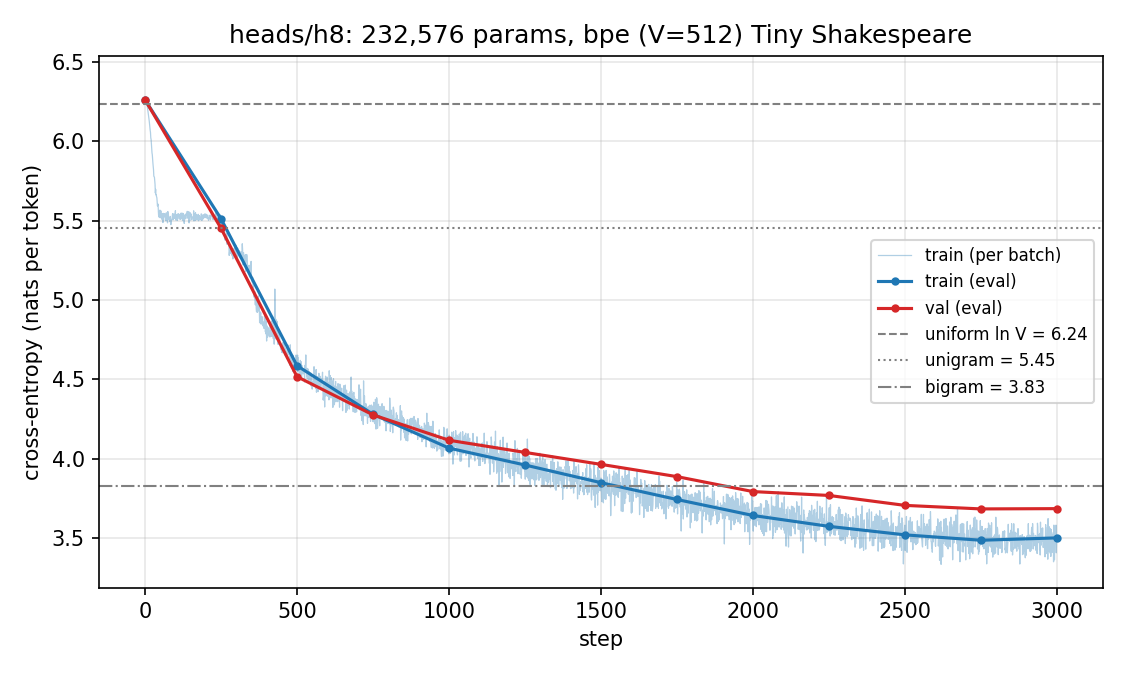 heads/h8: 232,576 params, bpe (V=512) Tiny Shakespeare
cross-entropy (nats per token)
6.5
6.0
5.5
5.0
4.5
4.0
3.5
train (per batch)
train (eval)
val (eval)
uniform ln V = 6.24
unigram = 5.45
bigram = 3.83
0
500
1000
1500
2000
2500
3000
step